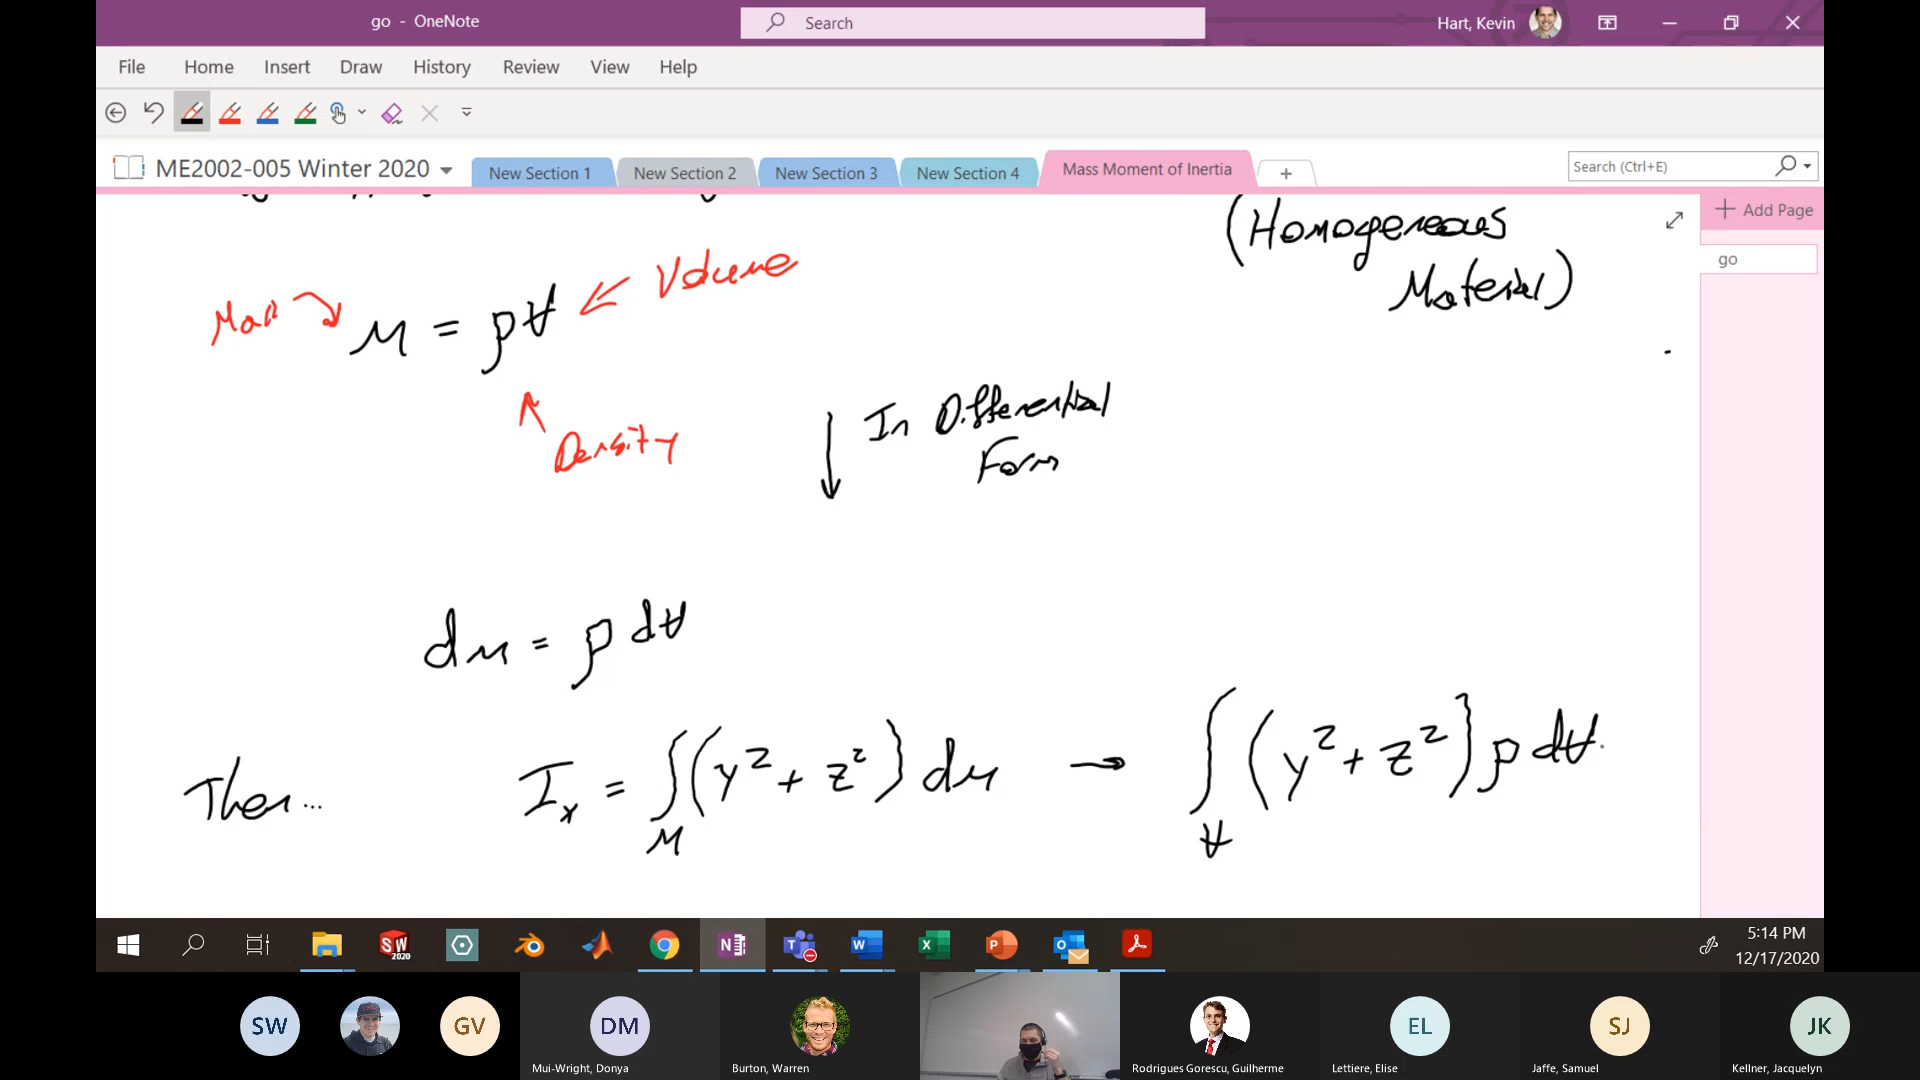 go - OneNote
Search
Hart, Kevin
File Home Insert Draw History Review View Help
ME2002-005 Winter 2020
New Section 1
New Section 2
New Section 3
New Section 4
Mass Moment of Inertia
+
Search (Ctrl+E)
Add Page
go
(Homogeneous
Material)
Mass
M = ρV
Volume
Density
In Differential
Form
dm = ρ dV
Then...
Iₓ = ∫(y² + z²) dm → ∫(y² + z²) ρ dV
M
V
SW
2020
5:14 PM
12/17/2020
SW
GV
DM
EL
SJ
JK
Mui-Wright, Donya
Burton, Warren
Rodrigues Gorescu, Guilherme
Lettiere, Elise
Jaffe, Samuel
Kellner, Jacquelyn